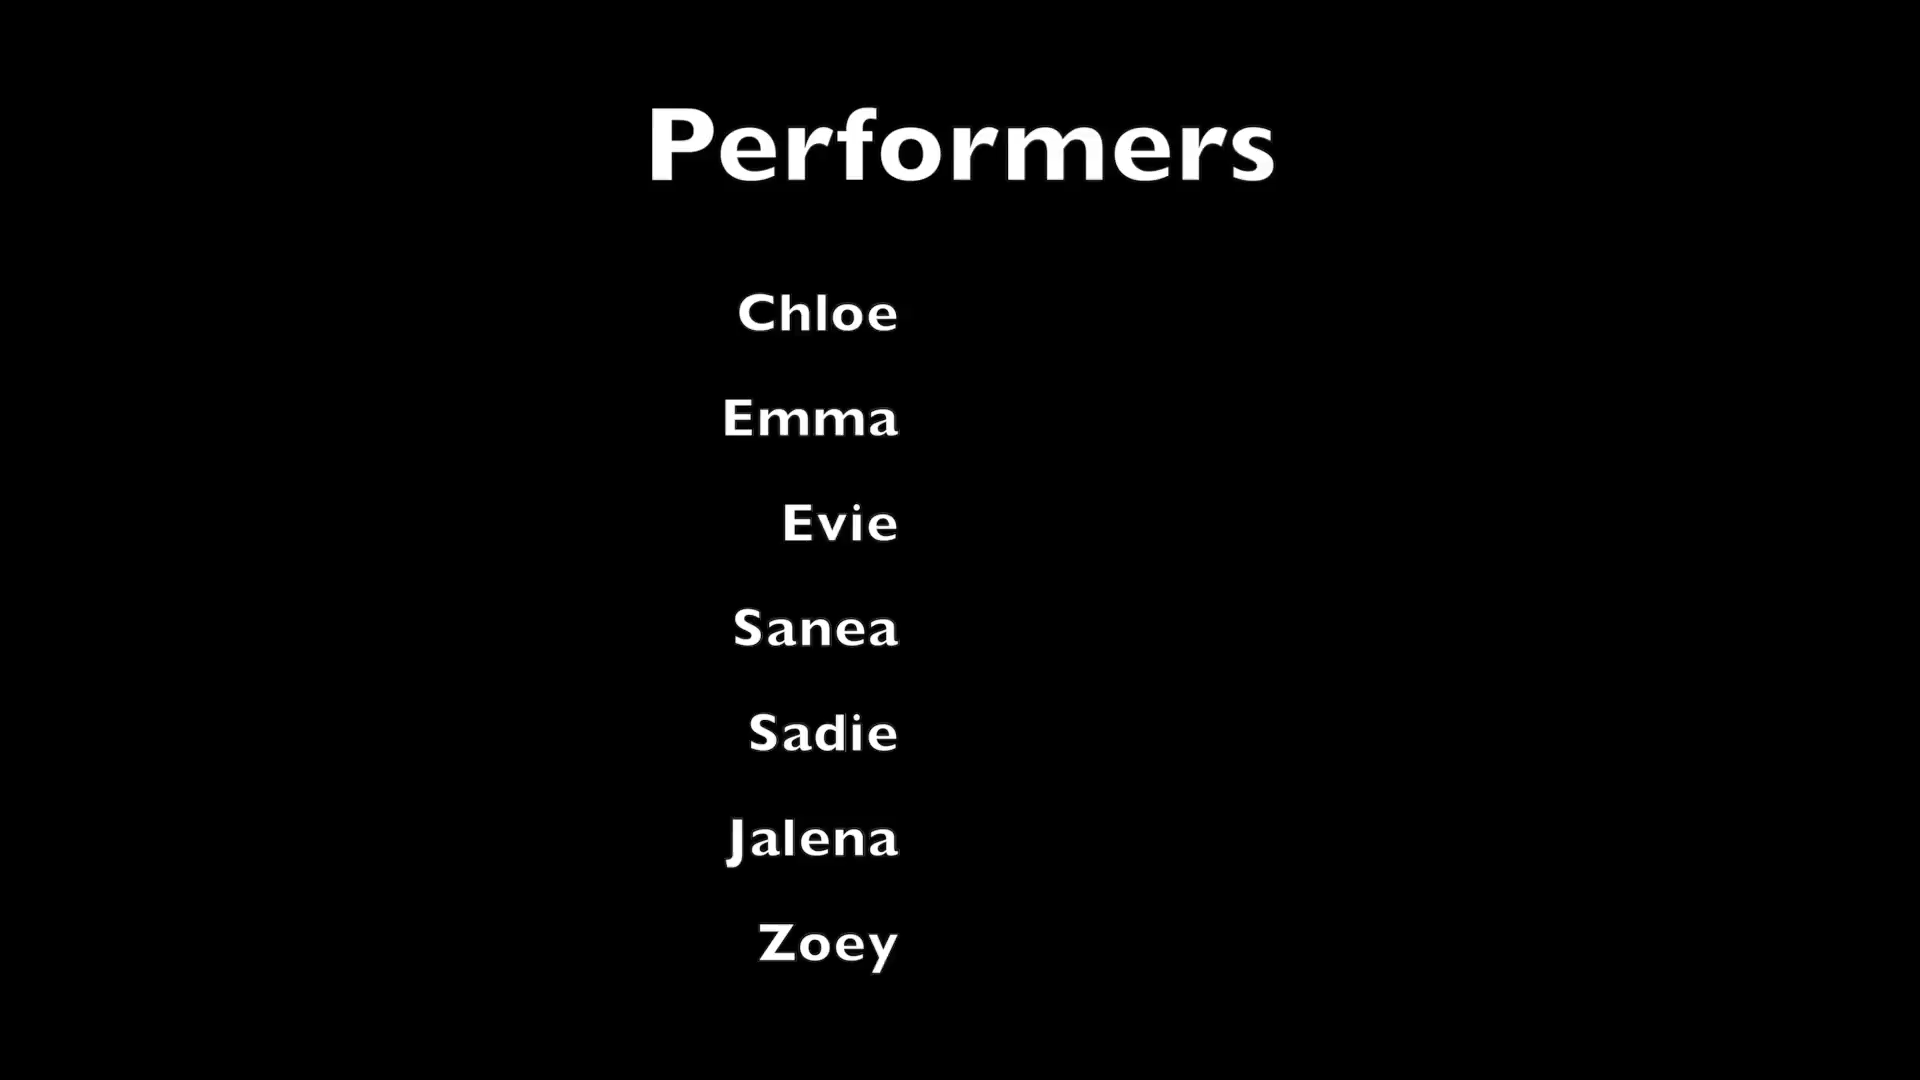 Performers
Chloe
Emma
Evie
Sanea
Sadie
Jalena
Zoey